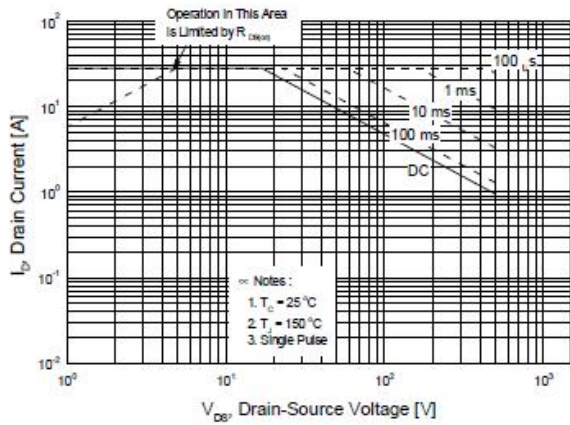 Operation in This Area
is Limited by R DS(on)
10²
10¹
10⁰
10⁻¹
10⁻²
I_D, Drain Current [A]
100 µs
1 ms
10 ms
100 ms
DC
∝ Notes :
1. T_C = 25 °C
2. T_J = 150 °C
3. Single Pulse
10⁰
10¹
10²
10³
V_DS, Drain-Source Voltage [V]